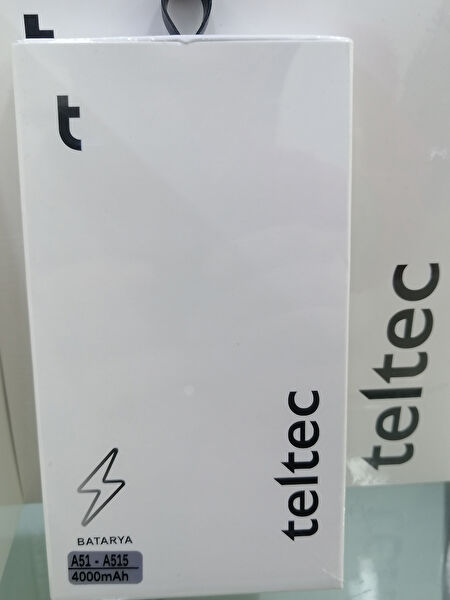 t
t
teltec
teltec
BATARYA
A51 - A515
4000mAh